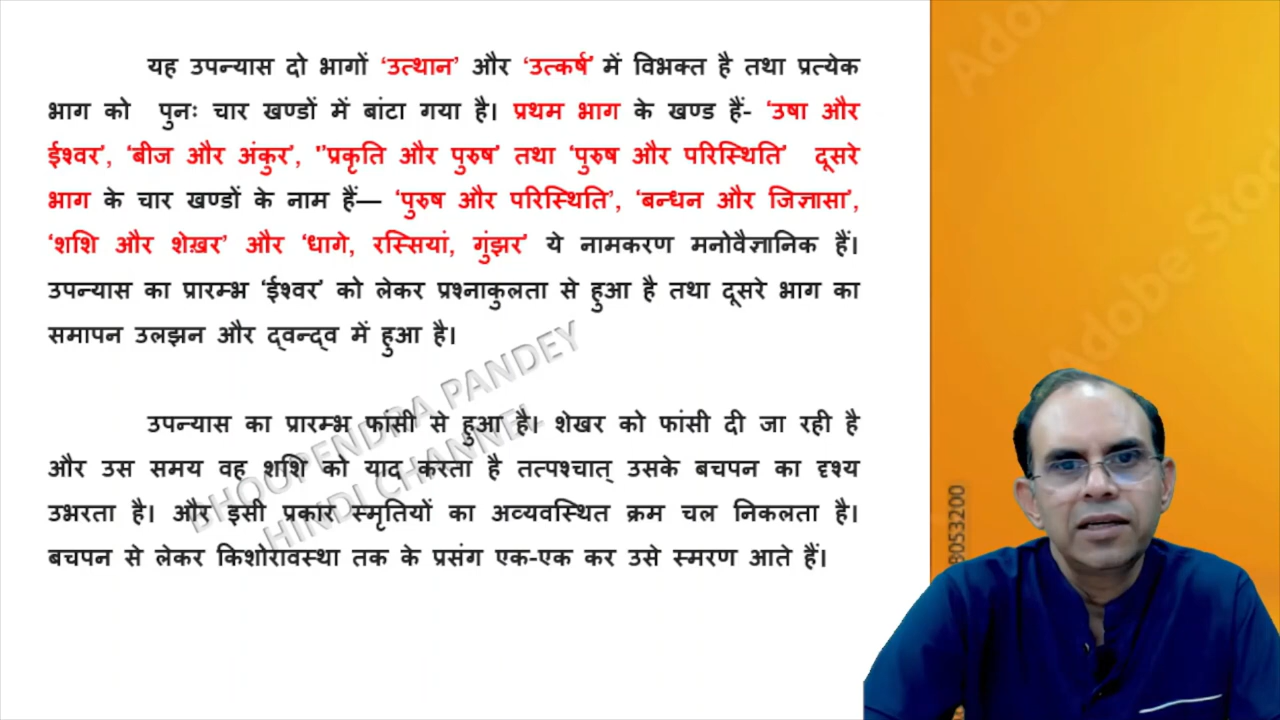 यह उपन्यास दो भागों ‘उत्थान’ और ‘उत्कर्ष’ में विभक्त है तथा प्रत्येक
भाग को पुनः चार खण्डों में बांटा गया है। प्रथम भाग के खण्ड हैं- ‘उषा और
ईश्वर’, ‘बीज और अंकुर’, "प्रकृति और पुरुष’ तथा ‘पुरुष और परिस्थिति’ दूसरे
भाग के चार खण्डों के नाम हैं— ‘पुरुष और परिस्थिति’, ‘बन्धन और जिज्ञासा’,
‘शशि और शेख़र’ और ‘धागे, रस्सियां, गुंझर’ ये नामकरण मनोवैज्ञानिक हैं।
उपन्यास का प्रारम्भ ‘ईश्वर’ को लेकर प्रश्नाकुलता से हुआ है तथा दूसरे भाग का
समापन उलझन और द्वन्द्व में हुआ है।
उपन्यास का प्रारम्भ फांसी से हुआ है। शेखर को फांसी दी जा रही है
और उस समय वह शशि को याद करता है तत्पश्चात् उसके बचपन का दृश्य
उभरता है। और इसी प्रकार स्मृतियों का अव्यवस्थित क्रम चल निकलता है।
बचपन से लेकर किशोरावस्था तक के प्रसंग एक-एक कर उसे स्मरण आते हैं।
BHOOPENDRA PANDEY
HINDI CHANNEL
Adobe Stock
8053200